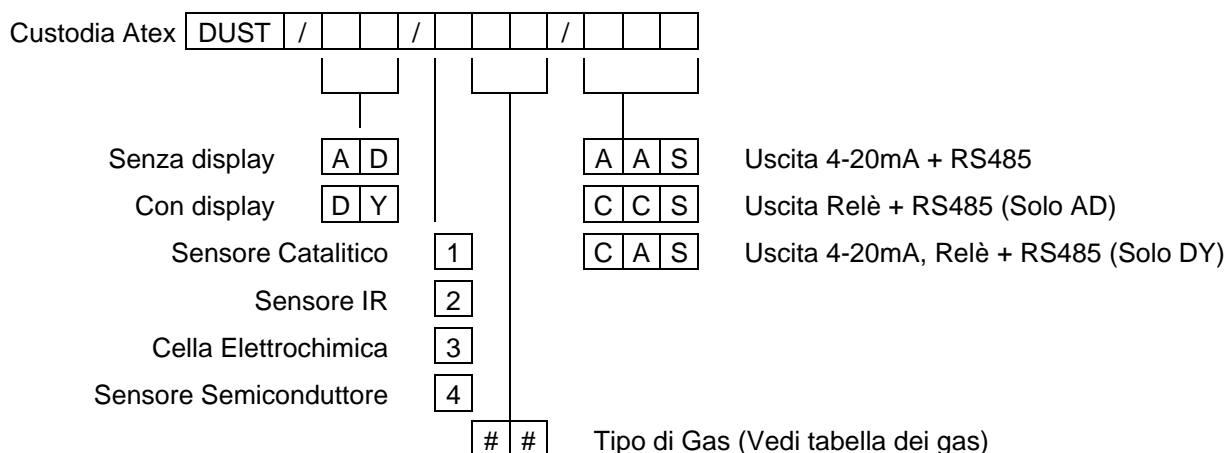 Custodia Atex DUST / / /
Senza display A D A A S Uscita 4-20mA + RS485
Con display D Y C C S Uscita Relè + RS485 (Solo AD)
Sensore Catalitico 1 C A S Uscita 4-20mA, Relè + RS485 (Solo DY)
Sensore IR 2
Cella Elettrochimica 3
Sensore Semiconduttore 4
# # Tipo di Gas (Vedi tabella dei gas)